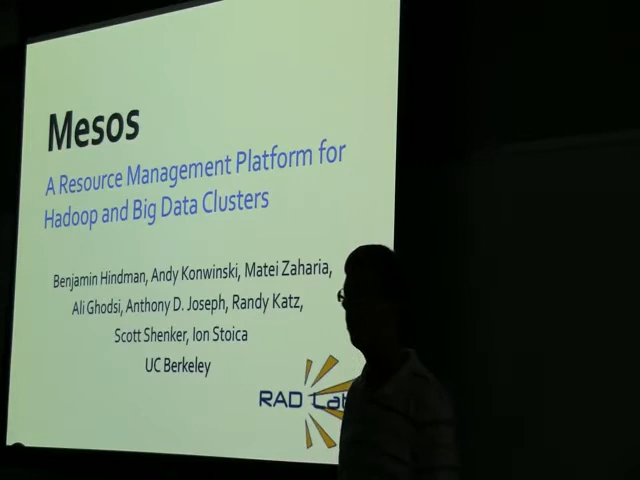 Mesos
A Resource Management Platform for
Hadoop and Big Data Clusters
Benjamin Hindman, Andy Konwinski, Matei Zaharia,
Ali Ghodsi, Anthony D. Joseph, Randy Katz,
Scott Shenker, Ion Stoica
UC Berkeley
RAD Lab